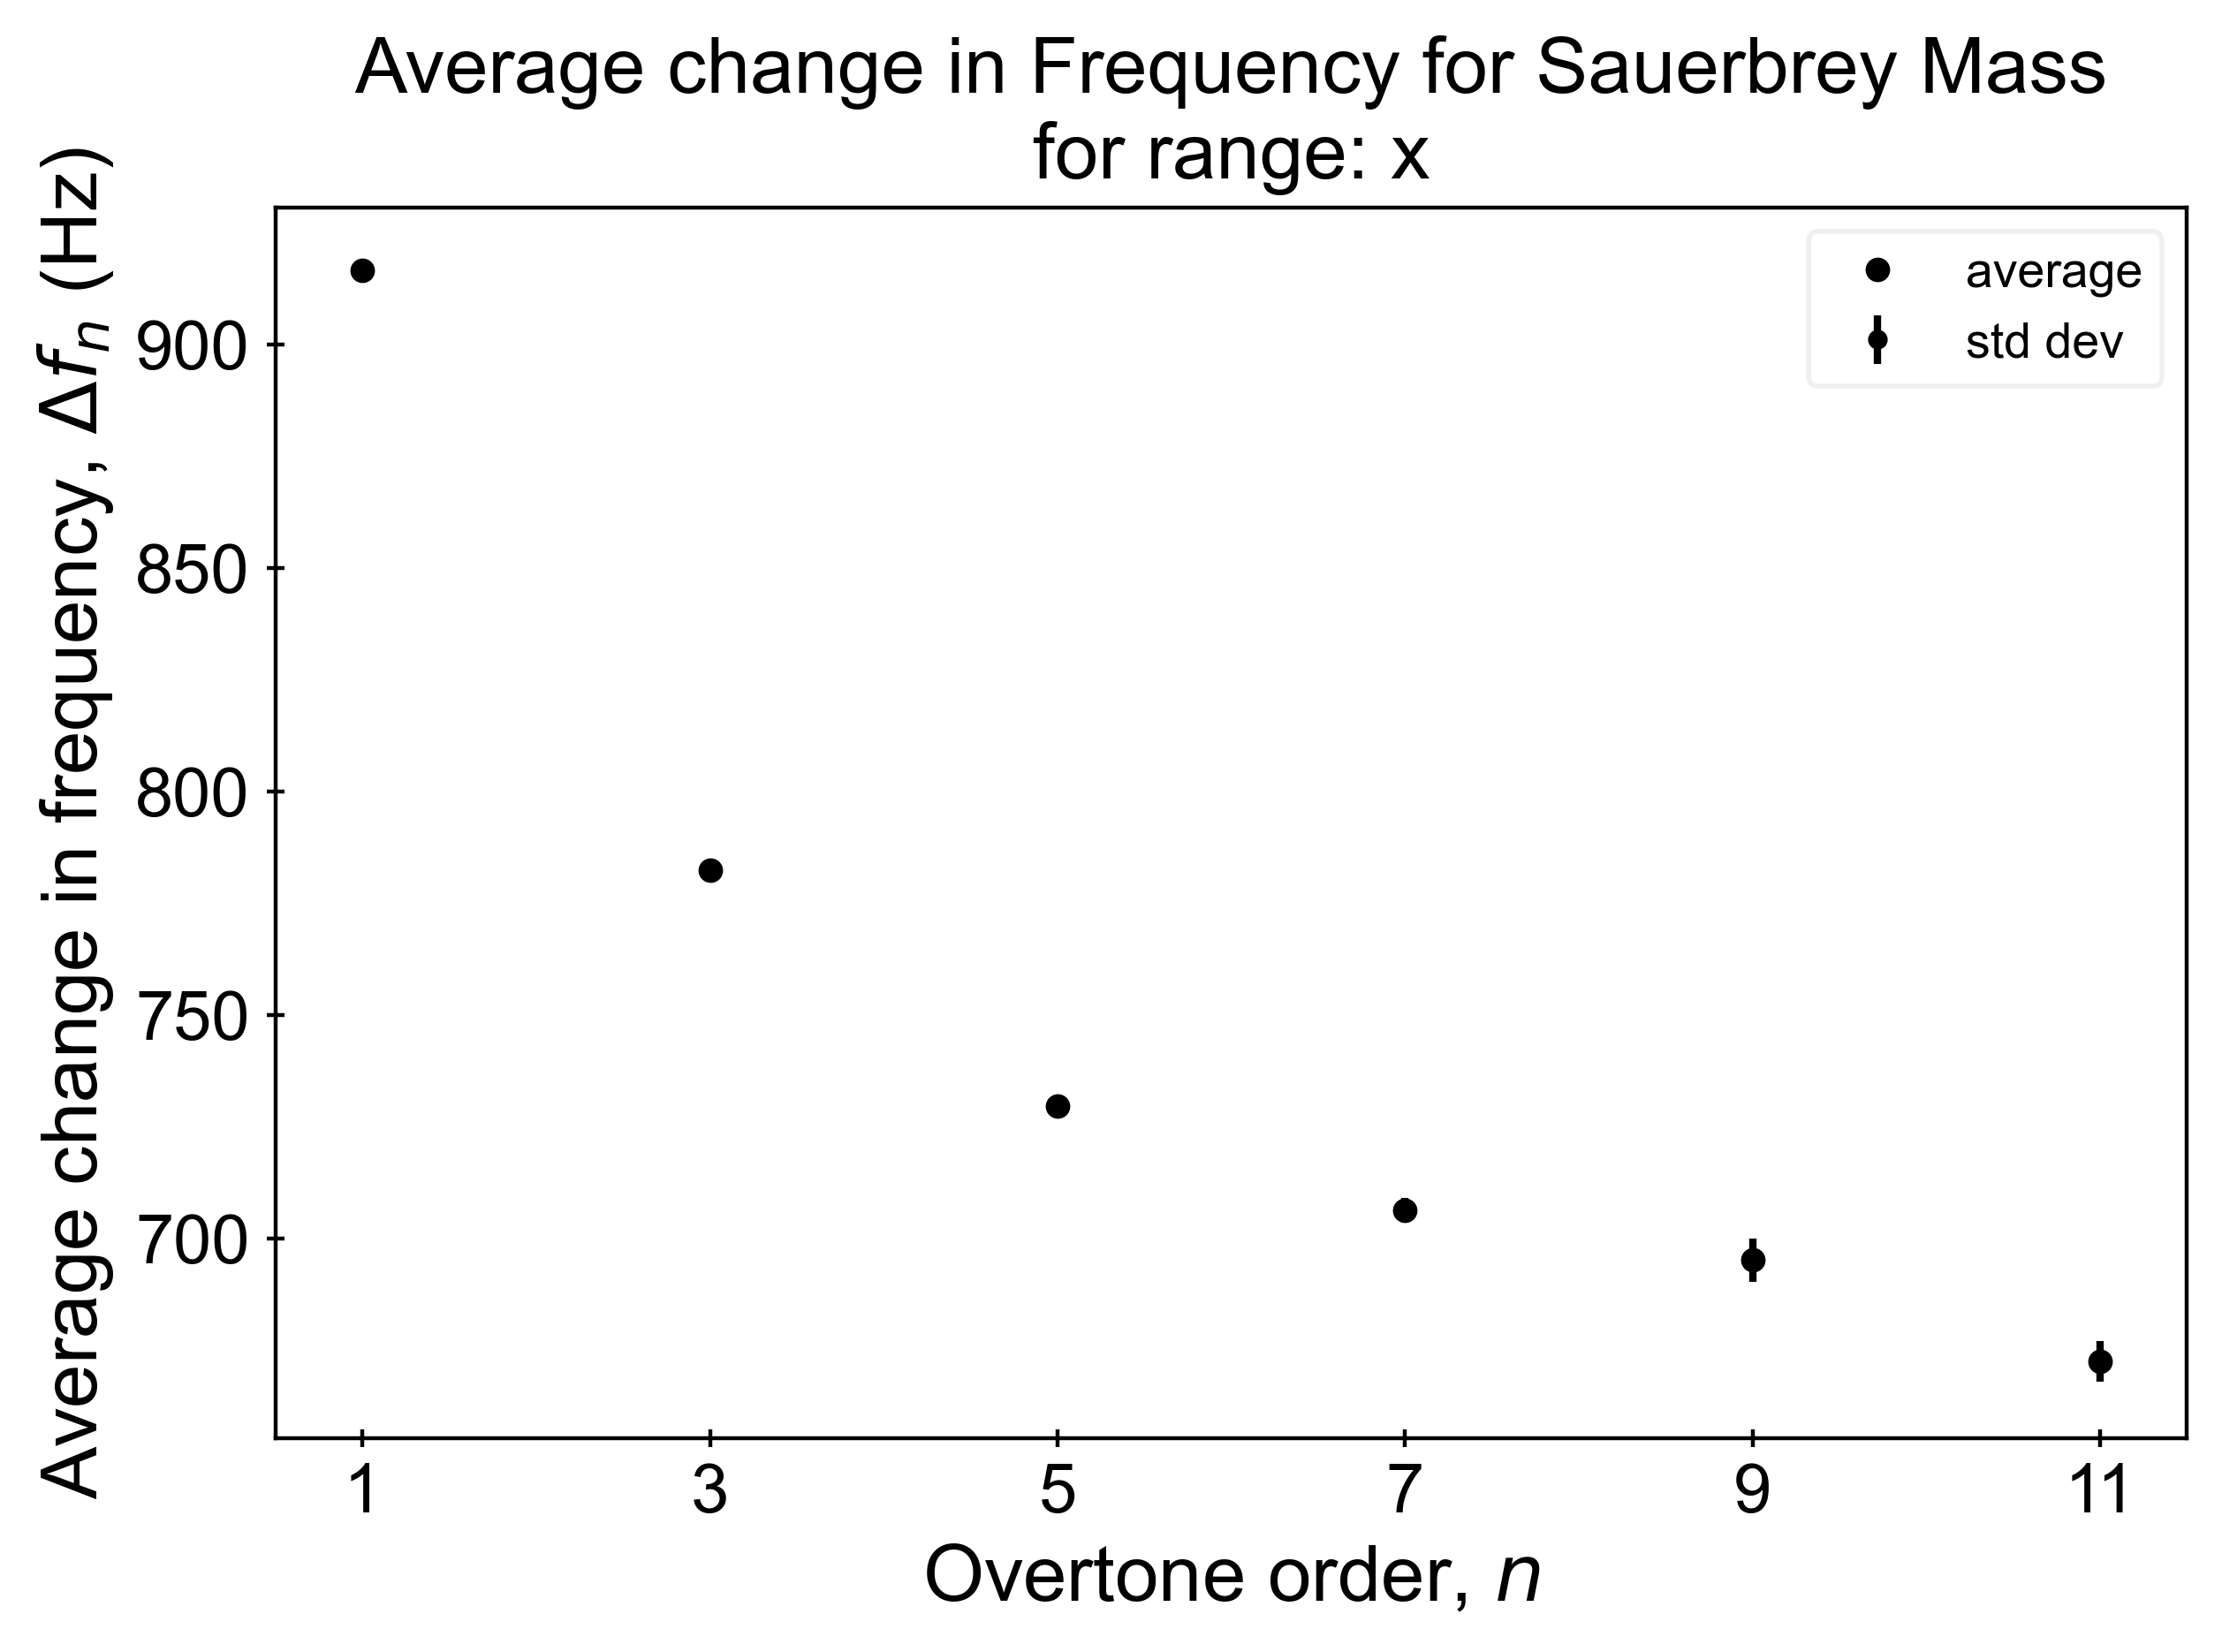 Average change in Frequency for Sauerbrey Mass
for range: x
Average change in frequency, Δfn (Hz)
900
850
800
750
700
average
std dev
1 3 5 7 9 11
Overtone order, n